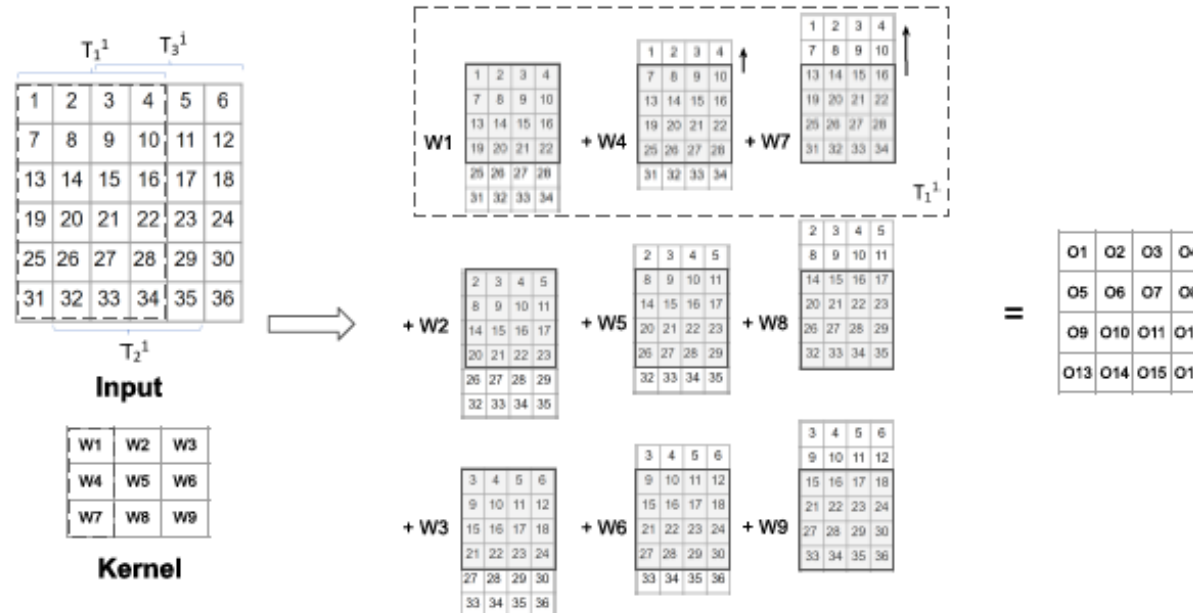 T₁¹ T₃ⁱ
1 2 3 4 5 6
7 8 9 10 11 12
13 14 15 16 17 18
19 20 21 22 23 24
25 26 27 28 29 30
31 32 33 34 35 36
T₂¹
Input
W1 W2 W3
W4 W5 W6
W7 W8 W9
Kernel
W1
1 2 3 4
7 8 9 10
13 14 15 16
19 20 21 22
25 26 27 28
31 32 33 34
+ W4
1 2 3 4
7 8 9 10
13 14 15 16
19 20 21 22
25 26 27 28
31 32 33 34
+ W7
1 2 3 4
7 8 9 10
13 14 15 16
19 20 21 22
25 26 27 28
31 32 33 34
T₁¹
+ W2
2 3 4 5
8 9 10 11
14 15 16 17
20 21 22 23
26 27 28 29
32 33 34 35
+ W5
2 3 4 5
8 9 10 11
14 15 16 17
20 21 22 23
26 27 28 29
32 33 34 35
+ W8
2 3 4 5
8 9 10 11
14 15 16 17
20 21 22 23
26 27 28 29
32 33 34 35
+ W3
3 4 5 6
9 10 11 12
15 16 17 18
21 22 23 24
27 28 29 30
33 34 35 36
+ W6
3 4 5 6
9 10 11 12
15 16 17 18
21 22 23 24
27 28 29 30
33 34 35 36
+ W9
3 4 5 6
9 10 11 12
15 16 17 18
21 22 23 24
27 28 29 30
33 34 35 36
=
O1 O2 O3
O5 O6 O7
O9 O10 O11
O13 O14 O15